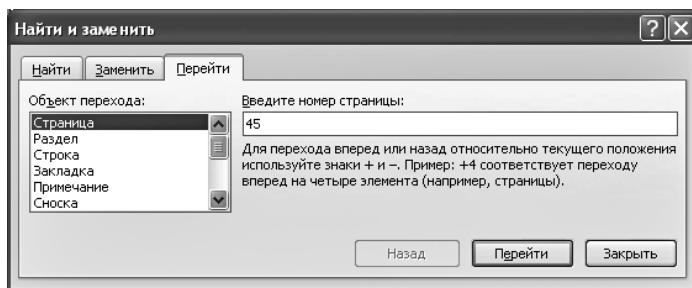 Найти и заменить
Найти Заменить Перейти
Объект перехода:
Страница
Раздел
Строка
Закладка
Примечание
Сноска
Введите номер страницы:
45
Для перехода вперед или назад относительно текущего положения
используйте знаки + и –. Пример: +4 соответствует переходу
вперед на четыре элемента (например, страницы).
Назад Перейти Закрыть